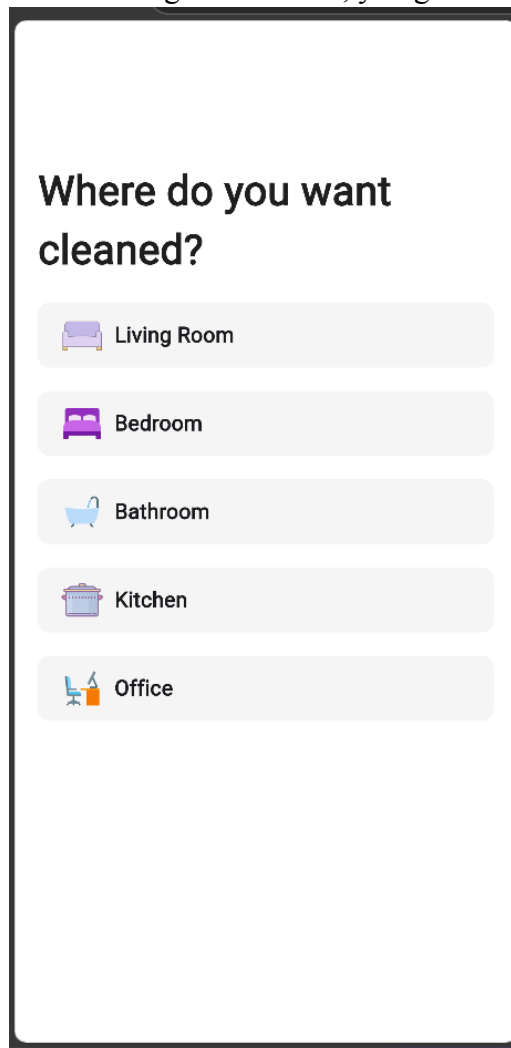 Where do you want
cleaned?
Living Room
Bedroom
Bathroom
Kitchen
Office